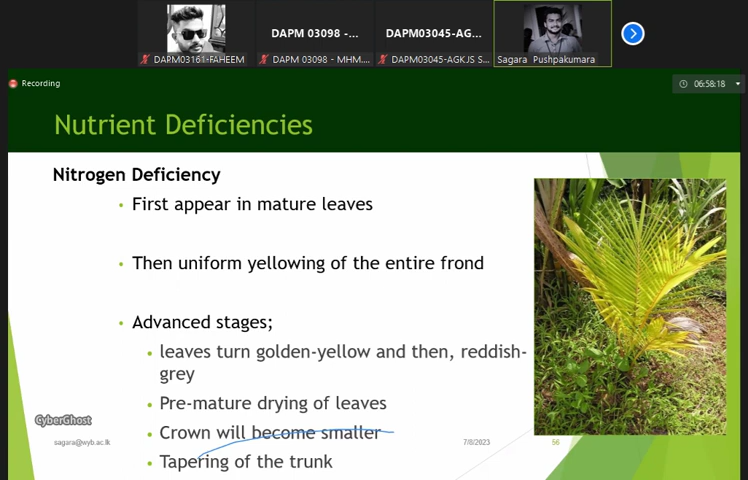 DAPM 03098 -...
DAPM03045-AG...
DARM03161-FAHEEM
DAPM 03098 - MHM....
DAPM03045-AGKJS S...
Sagara Pushpakumara
Recording
06:58:18
Nutrient Deficiencies
Nitrogen Deficiency
• First appear in mature leaves
• Then uniform yellowing of the entire frond
• Advanced stages;
• leaves turn golden-yellow and then, reddish-
grey
• Pre-mature drying of leaves
• Crown will become smaller
• Tapering of the trunk
CyberGhost
sagara@wyb.ac.lk
7/8/2023
56